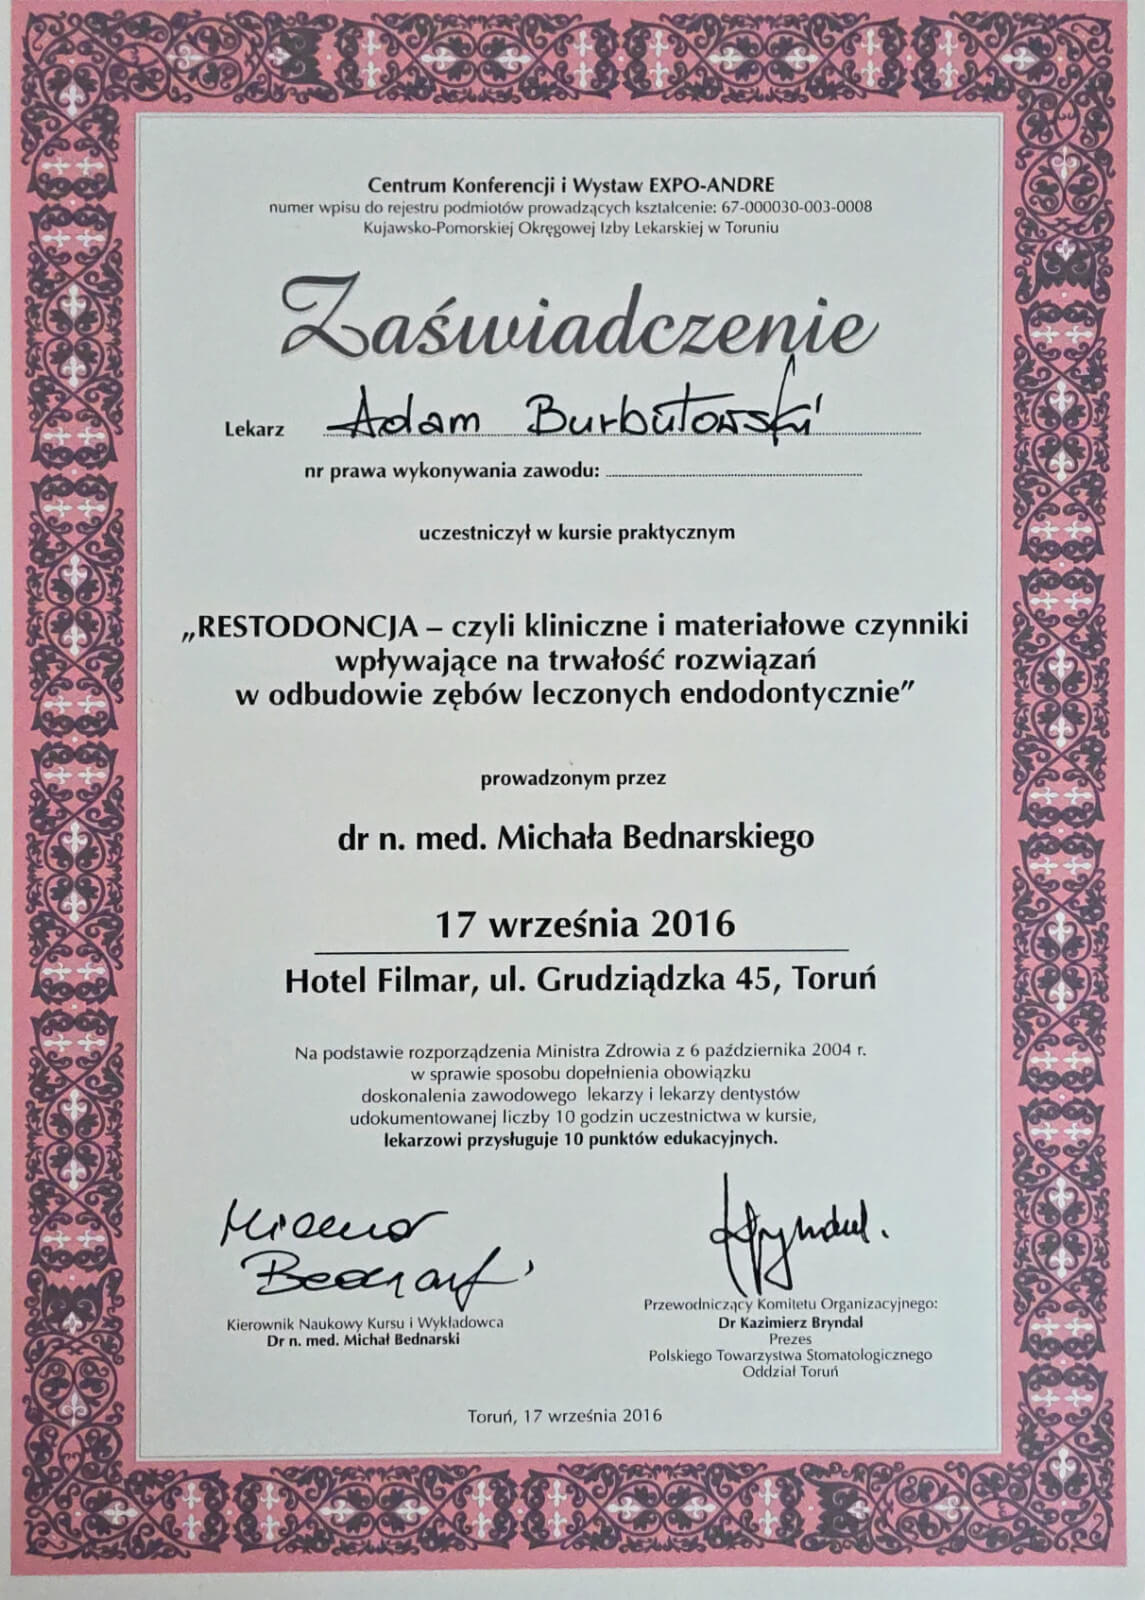 Centrum Konferencji i Wystaw EXPO-ANDRE
numer wpisu do rejestru podmiotów prowadzących kształcenie: 67-000030-003-0008
Kujawsko-Pomorskiej Okręgowej Izby Lekarskiej w Toruniu
Zaświadczenie
Lekarz Adam Burbutowski
nr prawa wykonywania zawodu:
uczestniczył w kursie praktycznym
„RESTODONCJA – czyli kliniczne i materiałowe czynniki
wpływające na trwałość rozwiązań
w odbudowie zębów leczonych endodontycznie”
prowadzonym przez
dr n. med. Michała Bednarskiego
17 września 2016
Hotel Filmar, ul. Grudziądzka 45, Toruń
Na podstawie rozporządzenia Ministra Zdrowia z 6 października 2004 r.
w sprawie sposobu dopełnienia obowiązku
doskonalenia zawodowego lekarzy i lekarzy dentystów
udokumentowanej liczby 10 godzin uczestnictwa w kursie,
lekarzowi przysługuje 10 punktów edukacyjnych.
Kierownik Naukowy Kursu i Wykładowca
Dr n. med. Michał Bednarski
Przewodniczący Komitetu Organizacyjnego:
Dr Kazimierz Bryndal
Prezes
Polskiego Towarzystwa Stomatologicznego
Oddział Toruń
Toruń, 17 września 2016